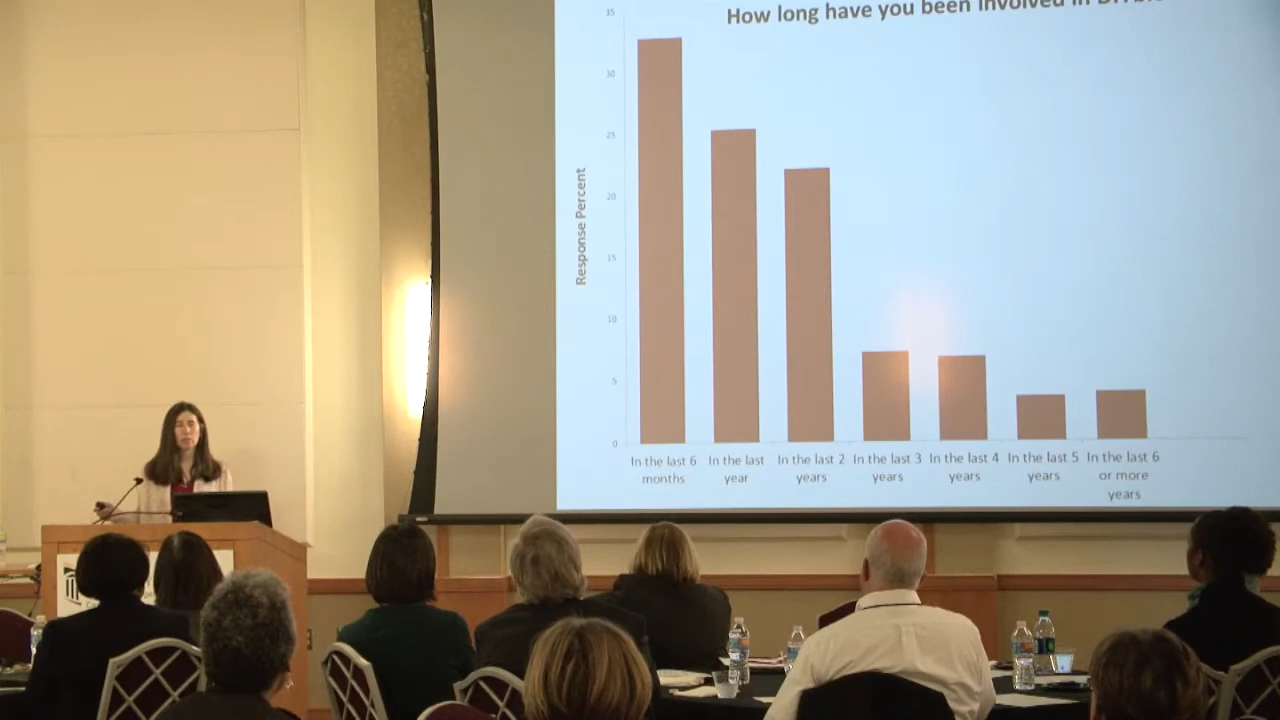 How long have you been involved in
35
30
25
20
15
10
5
0
Response Percent
In the last 6
months
In the last
year
In the last 2
years
In the last 3
years
In the last 4
years
In the last 5
years
In the last 6
or more
years